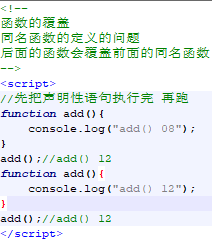 <!--
函数的覆盖
同名函数的定义的问题
后面的函数会覆盖前面的同名函数
-->
<script>
//先把声明性语句执行完 再跑
function add(){
console.log("add() 08");
}
add();//add() 12
function add(){
console.log("add() 12");
}
add();//add() 12
</script>